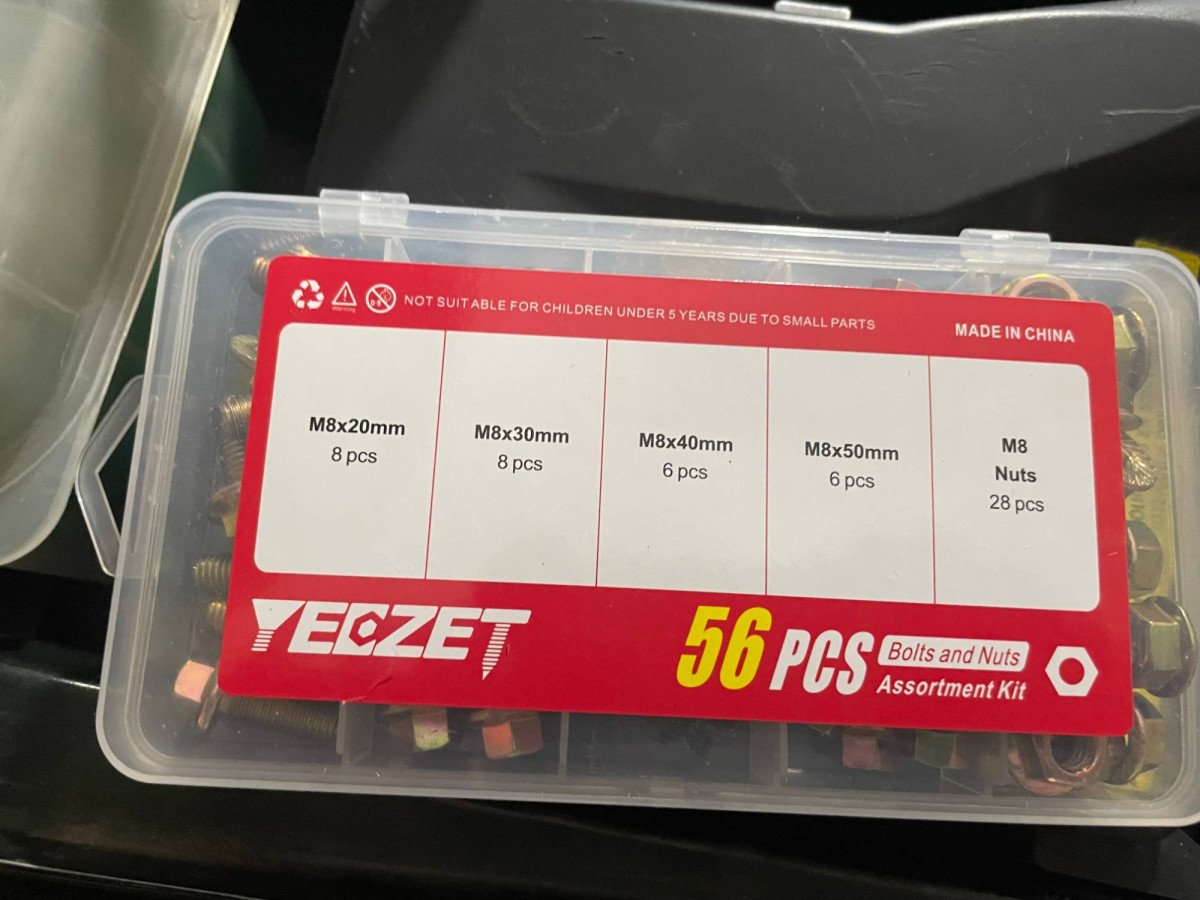 NOT SUITABLE FOR CHILDREN UNDER 5 YEARS DUE TO SMALL PARTS
MADE IN CHINA
M8x20mm
8 pcs
M8x30mm
8 pcs
M8x40mm
6 pcs
M8x50mm
6 pcs
M8
Nuts
28 pcs
YECZET
56 PCS
Bolts and Nuts
Assortment Kit